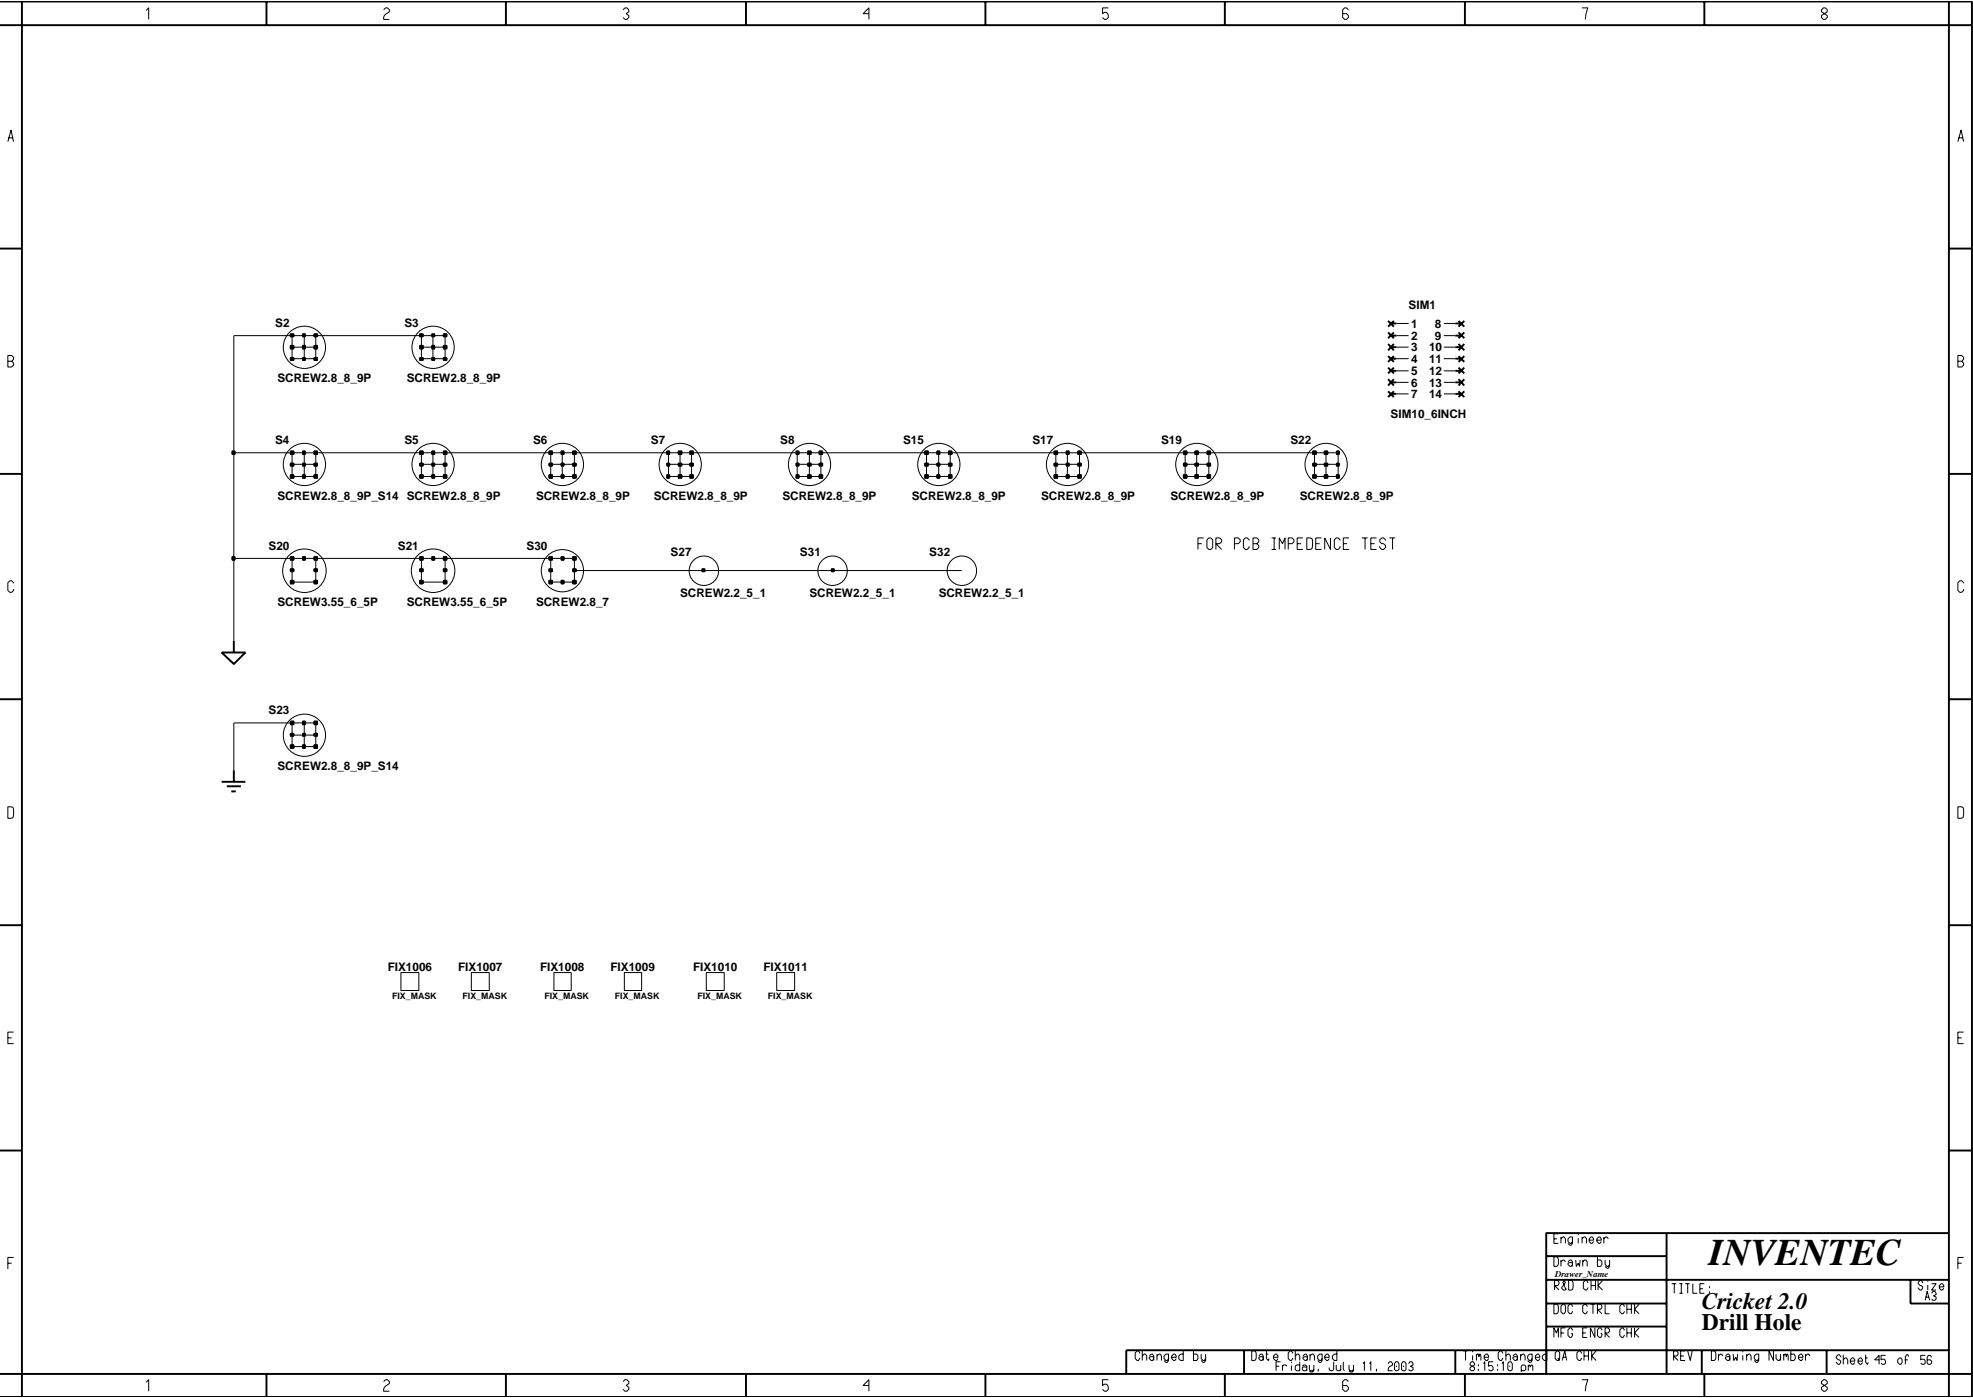 1 2 3 4 5 6 7 8
A A
SIM1
1 8
2 9
3 10
4 11
5 12
6 13
7 14
SIM10_6INCH
S2 S3
B B
SCREW2.8_8_9P SCREW2.8_8_9P
S4 S5 S6 S7 S8 S15 S17 S19 S22
SCREW2.8_8_9P_S14 SCREW2.8_8_9P SCREW2.8_8_9P SCREW2.8_8_9P SCREW2.8_8_9P SCREW2.8_8_9P SCREW2.8_8_9P SCREW2.8_8_9P SCREW2.8_8_9P
FOR PCB IMPEDENCE TEST
S20 S21 S30 S27 S31 S32
C C
SCREW3.55_6_5P SCREW3.55_6_5P SCREW2.8_7 SCREW2.2_5_1 SCREW2.2_5_1 SCREW2.2_5_1
S23
SCREW2.8_8_9P_S14
D D
FIX1006 FIX1007 FIX1008 FIX1009 FIX1010 FIX1011
FIX_MASK FIX_MASK FIX_MASK FIX_MASK FIX_MASK FIX_MASK
E E
F F
Engineer
Drawn by
Drawer_Name
R&D CHK
DOC CTRL CHK
MFG ENGR CHK
QA CHK
INVENTEC
TITLE:
Cricket 2.0
Drill Hole
Size
A3
Changed by
Date Changed
Friday, July 11, 2003
Time Changed
8:15:10 pm
REV
Drawing Number
Sheet 45 of 56
1 2 3 4 5 6 7 8